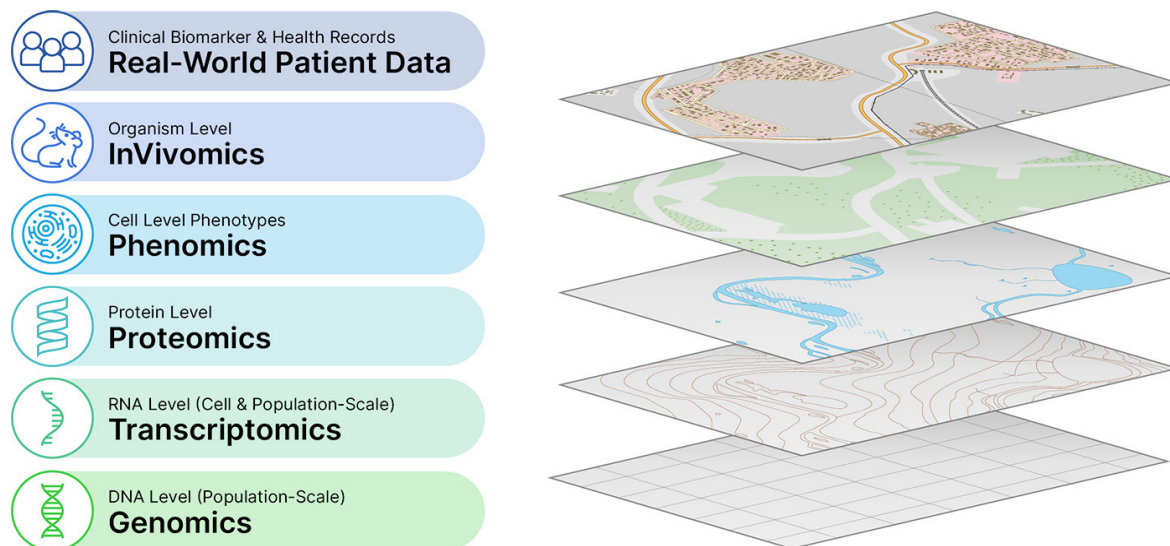 Clinical Biomarker & Health Records
Real-World Patient Data
Organism Level
InVivomics
Cell Level Phenotypes
Phenomics
Protein Level
Proteomics
RNA Level (Cell & Population-Scale)
Transcriptomics
DNA Level (Population-Scale)
Genomics